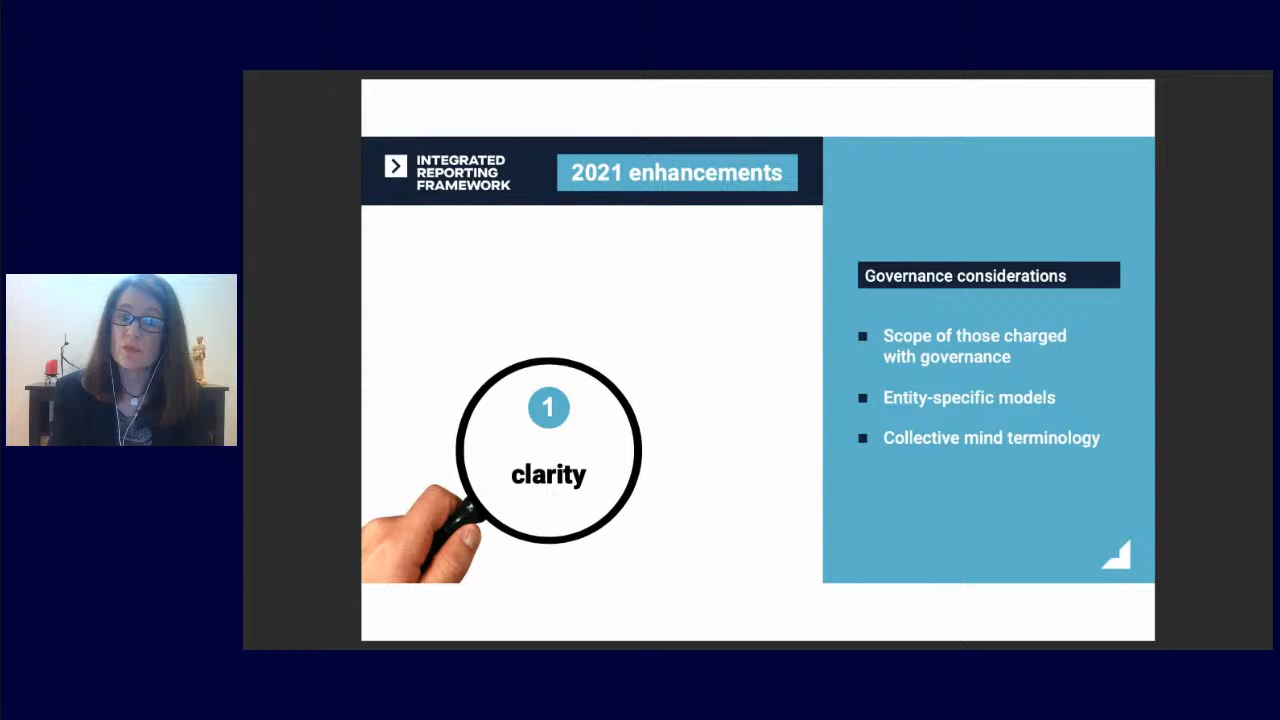 INTEGRATED
REPORTING
FRAMEWORK
2021 enhancements
1
clarity
Governance considerations
Scope of those charged
with governance
Entity-specific models
Collective mind terminology